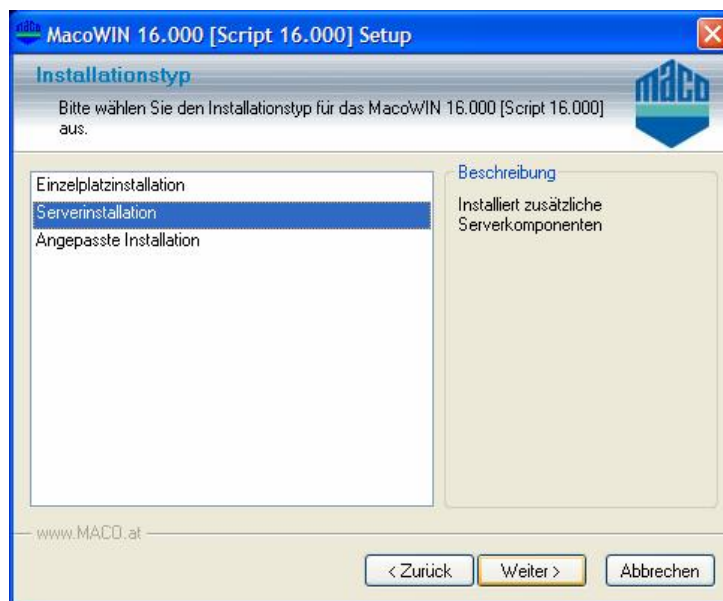 MacoWIN 16.000 [Script 16.000] Setup
Installationstyp
Bitte wählen Sie den Installationstyp für das MacoWIN 16.000 [Script 16.000]
aus.
maco
Einzelplatzinstallation
Serverinstallation
Angepasste Installation
Beschreibung
Installiert zusätzliche
Serverkomponenten
www.MACO.at
< Zurück
Weiter >
Abbrechen